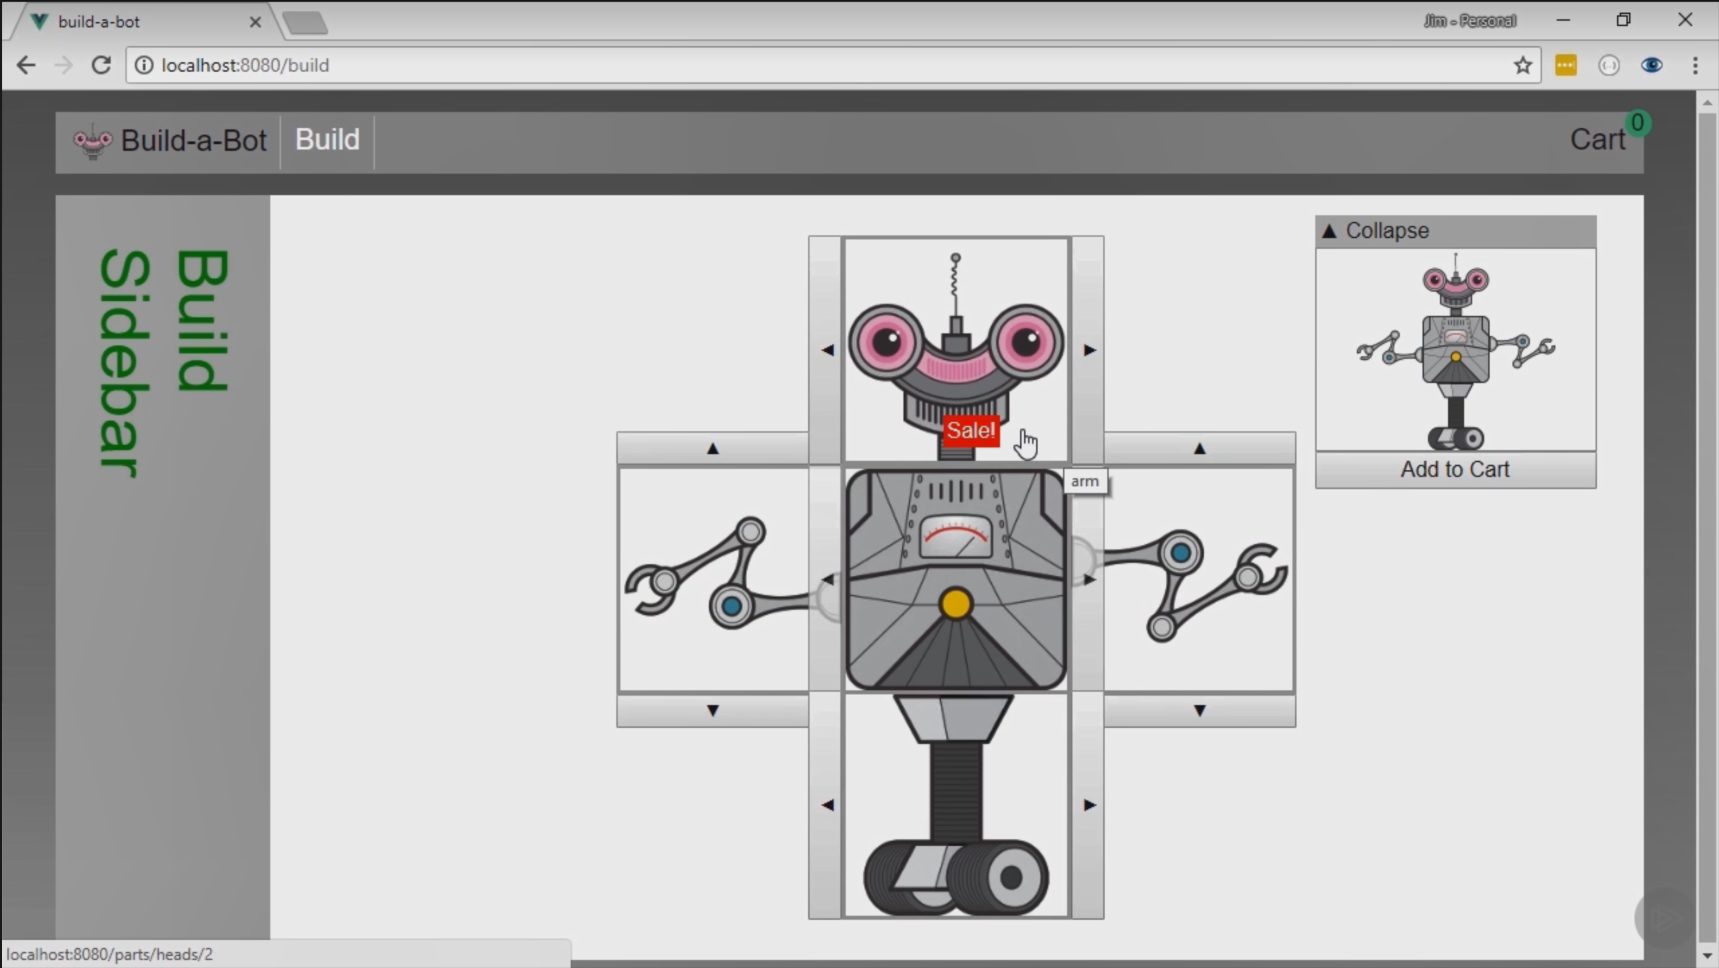 build-a-bot
Jim - Personal
localhost:8080/build
Build-a-Bot
Build
Cart
0
Build
Sidebar
▲ Collapse
Sale!
arm
Add to Cart
localhost:8080/parts/heads/2